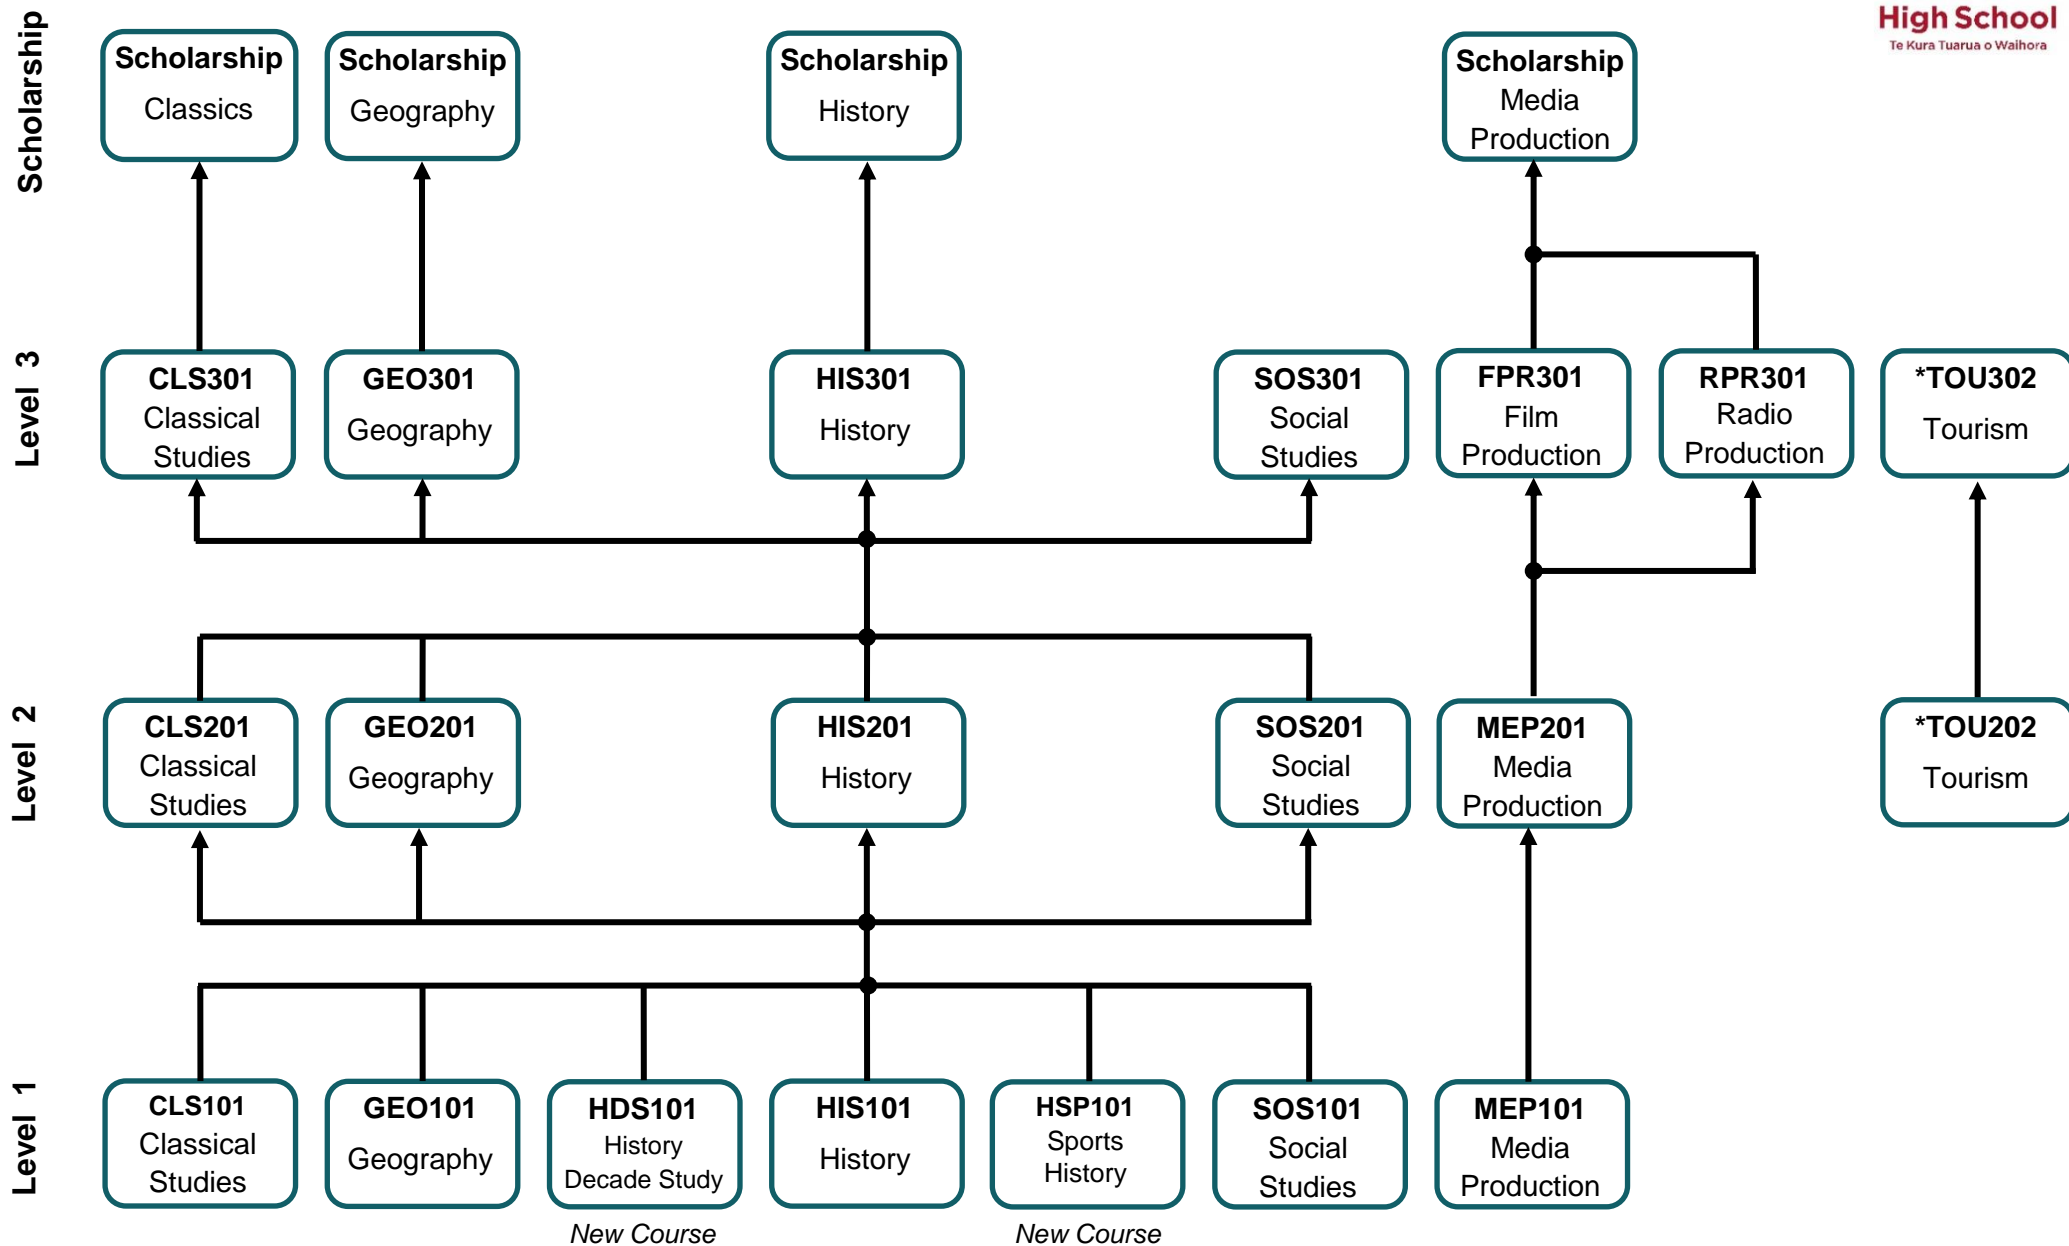 High School
Te Kura Tuarua o Waihora
Scholarship
Scholarship
Classics
Scholarship
Geography
Scholarship
History
Scholarship
Media
Production
Level 3
CLS301
Classical
Studies
GEO301
Geography
HIS301
History
SOS301
Social
Studies
FPR301
Film
Production
RPR301
Radio
Production
*TOU302
Tourism
Level 2
CLS201
Classical
Studies
GEO201
Geography
HIS201
History
SOS201
Social
Studies
MEP201
Media
Production
*TOU202
Tourism
Level 1
CLS101
Classical
Studies
GEO101
Geography
HDS101
History
Decade Study
New Course
HIS101
History
HSP101
Sports
History
New Course
SOS101
Social
Studies
MEP101
Media
Production